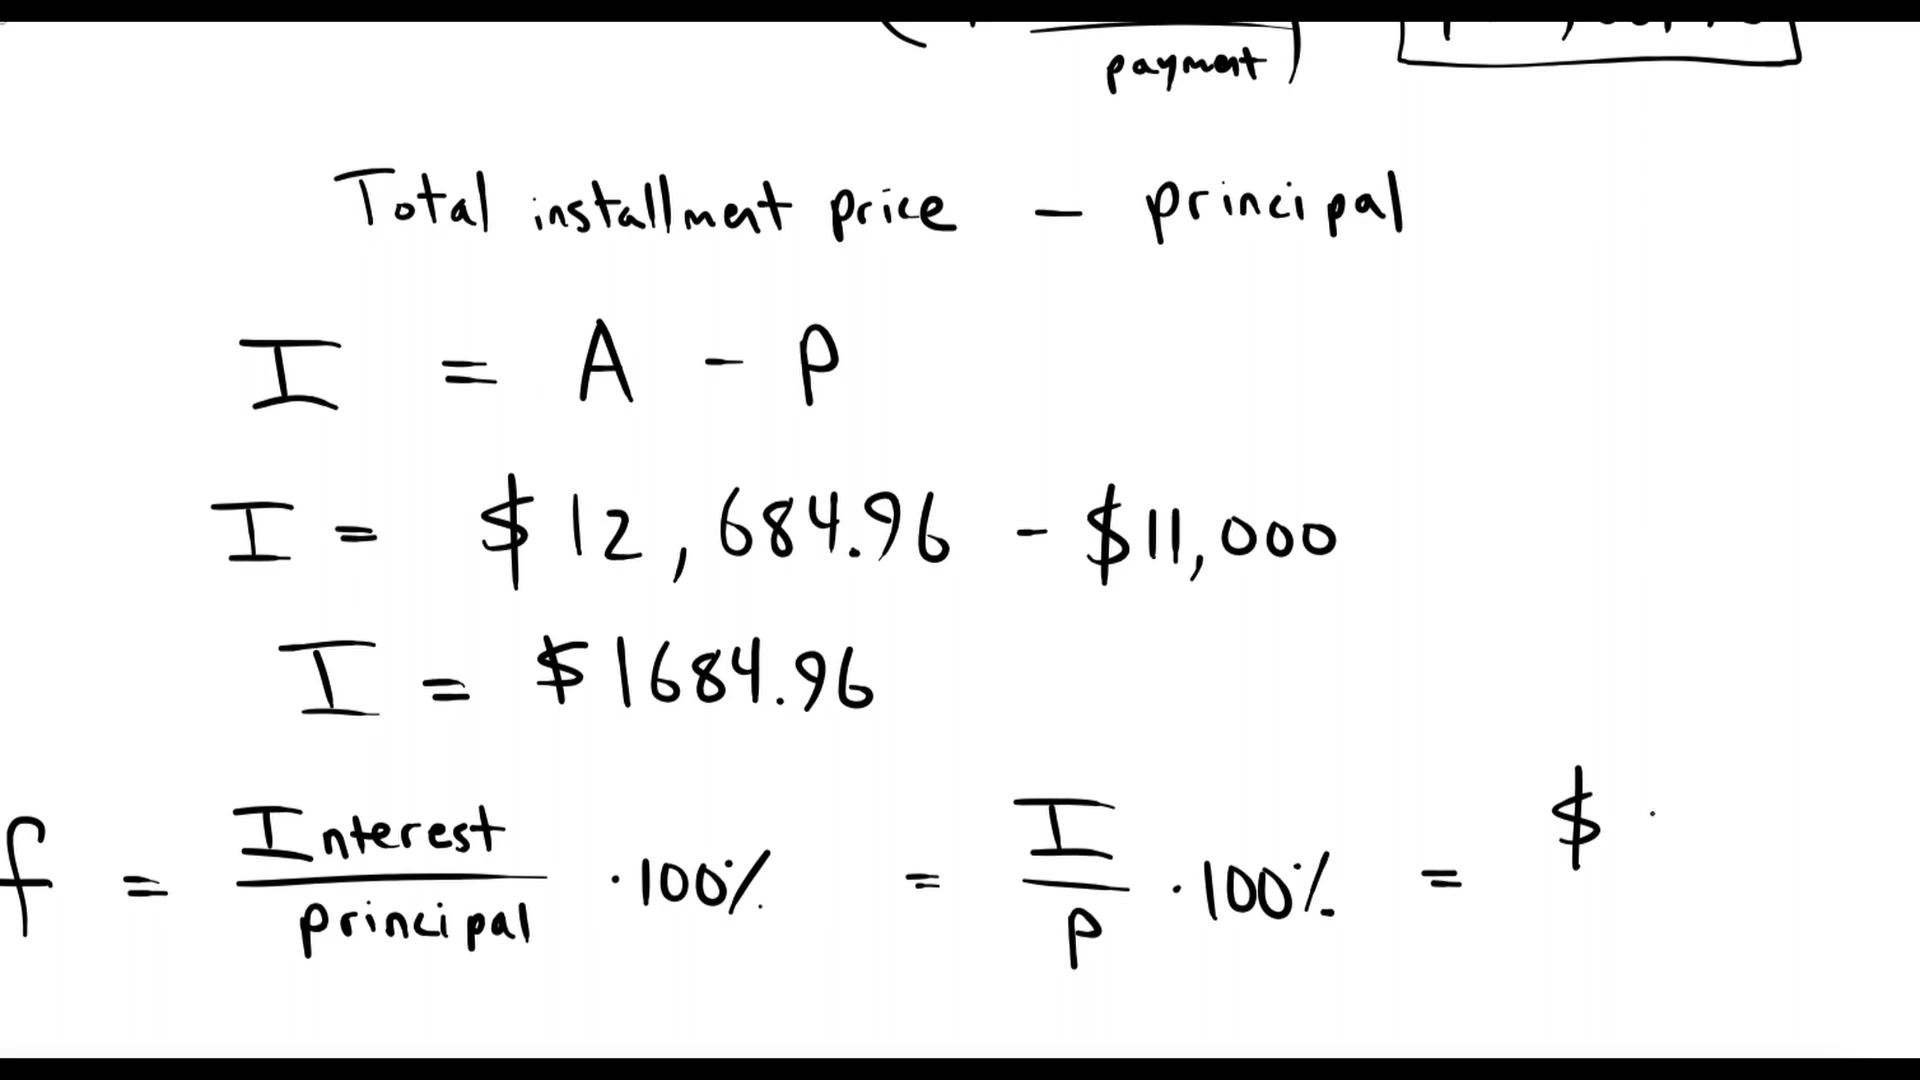 payment
Total installment price - principal
I = A - P
I = $12,684.96 - $11,000
I = $1684.96
f = Interest/principal · 100% = I/P · 100% = $